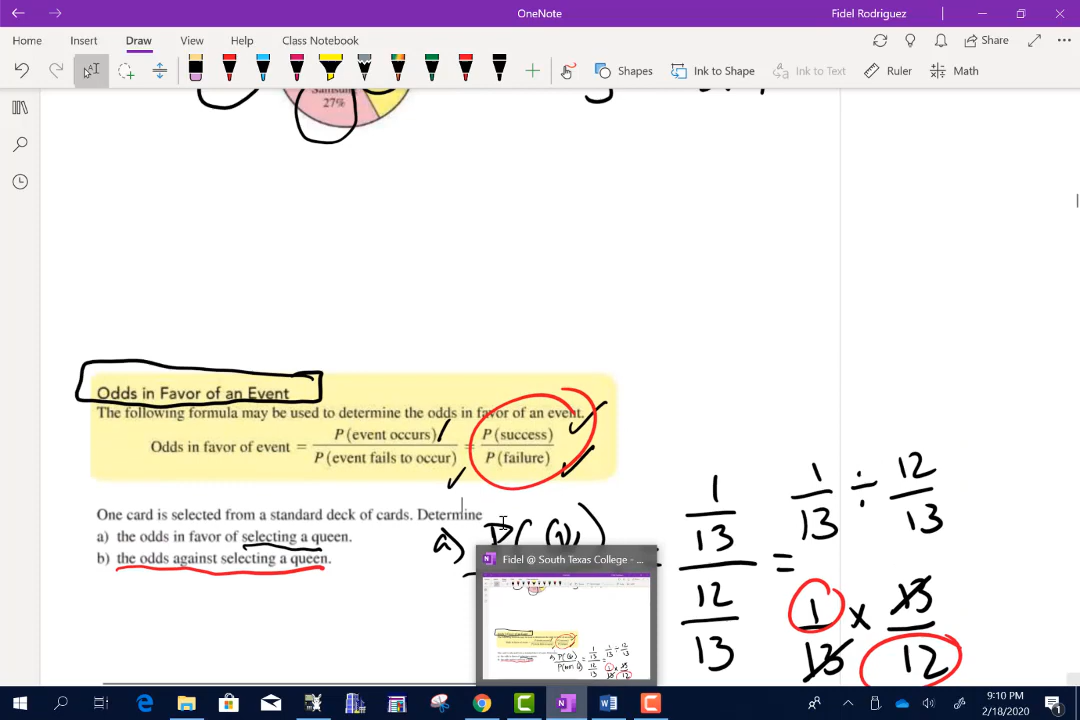 OneNote
Fidel Rodriguez
Home Insert Draw View Help Class Notebook
Share
Shapes Ink to Shape Ink to Text Ruler Math
27%
Odds in Favor of an Event
The following formula may be used to determine the odds in favor of an event.
Odds in favor of event = P(event occurs) / P(event fails to occur) = P(success) / P(failure)
One card is selected from a standard deck of cards. Determine
a) the odds in favor of selecting a queen.
b) the odds against selecting a queen.
a) P(Q)
1/13
12/13
= 1/13 ÷ 12/13
= 1/13 × 13/12
Fidel @ South Texas College - ...
9:10 PM
2/18/2020